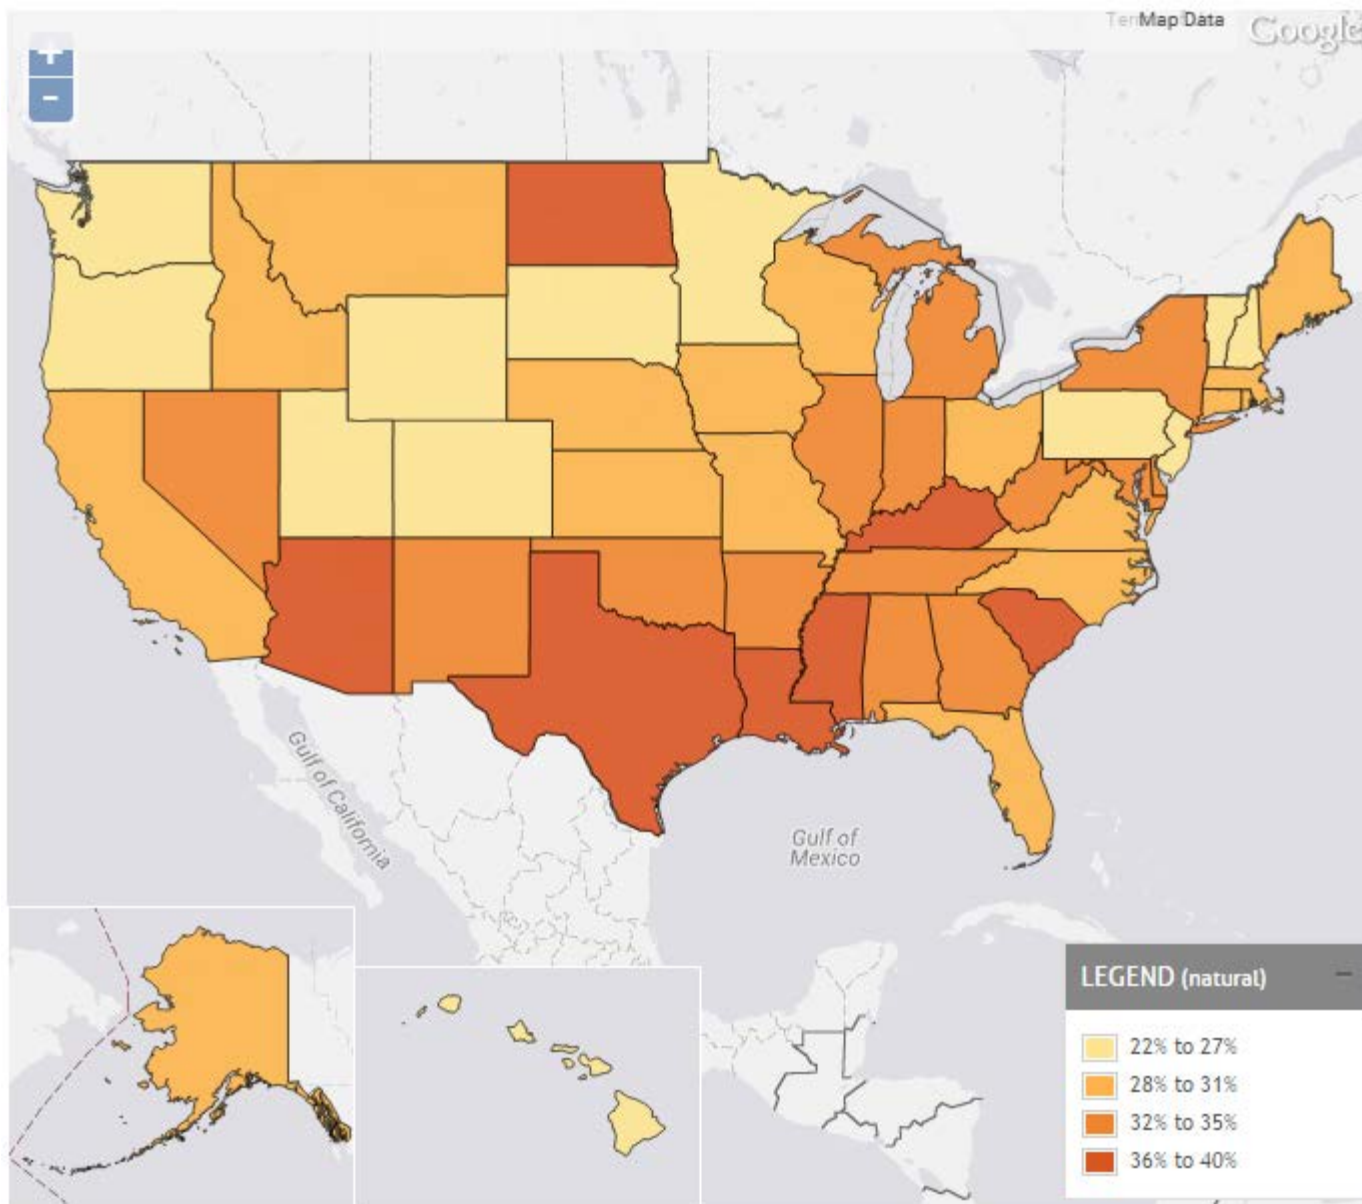 Map Data
Google
+
-
Gulf of California
Gulf of
Mexico
LEGEND (natural)
22% to 27%
28% to 31%
32% to 35%
36% to 40%